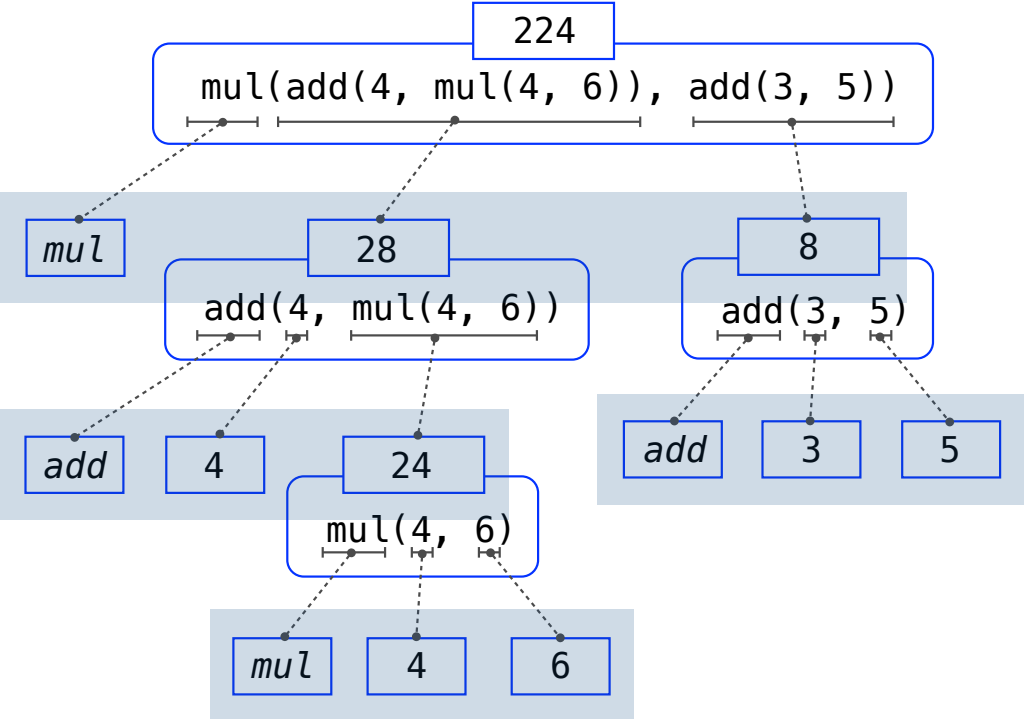 224
mul(add(4, mul(4, 6)), add(3, 5))
mul 28 8
add(4, mul(4, 6)) add(3, 5)
add 4 24 add 3 5
mul(4, 6)
mul 4 6